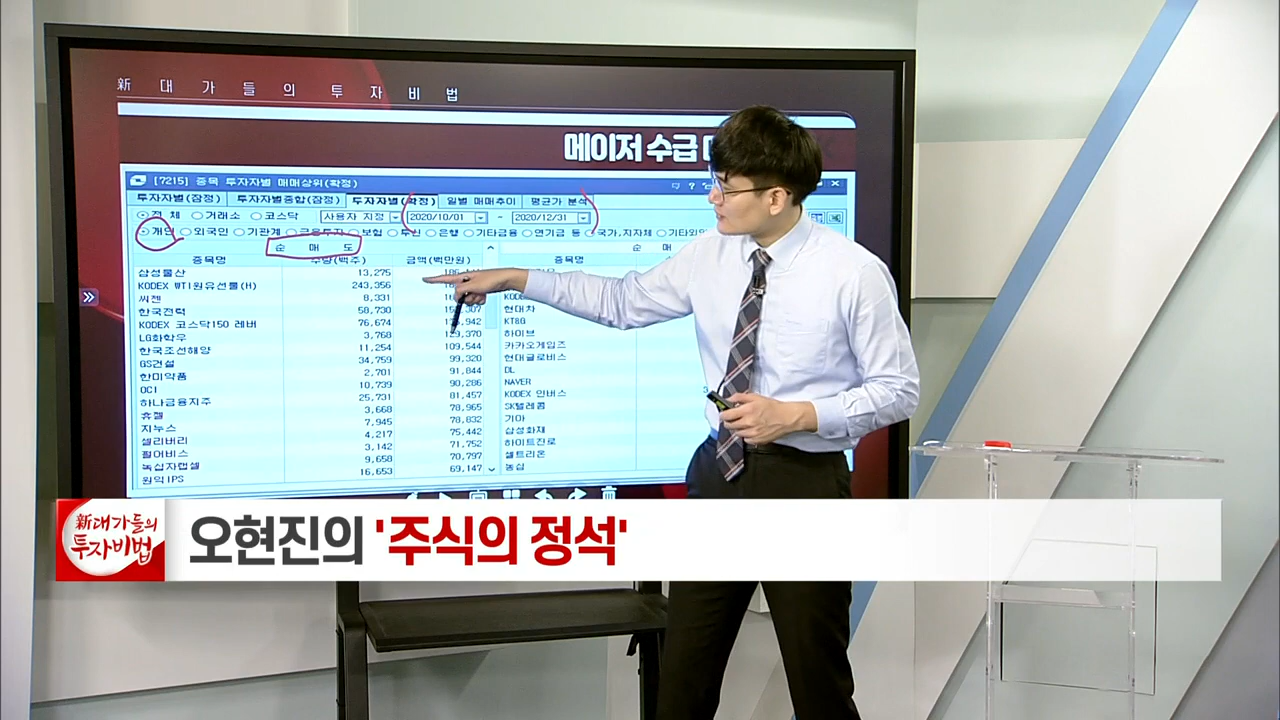 新 대 가 들 의 투 자 비 법
메이저 수급
[7215] 종목 투자자별 매매상위(확정)
투자자별(잠정) 투자자별종합(잠정) 투자자별(확정) 일별 매매추이 평균가 분석
전 체 거래소 코스닥 사용자 지정 2020/10/01 - 2020/12/31
개인 외국인 기관계 금융투자 보험 투신 은행 기타금융 연기금 등 국가,지자체
순 매 도 순 매
종목명 수량(백주) 금액(백만원) 종목명
삼성물산 13,275
KODEX WTI원유선물(H) 243,356
씨젠 8,331
한국전력 58,730 현대차
KODEX 코스닥150 레버 76,674 KT&G
LG화학우 3,768 하이브
한국조선해양 11,254 109,544 카카오게임즈
GS건설 34,759 99,320 현대글로비스
한미약품 2,701 91,844 DL
OCI 10,739 90,286 NAVER
하나금융지주 25,731 81,457 KODEX 인버스
휴젤 3,668 78,965 SK텔레콤
지누스 7,945 78,832 기아
셀리버리 4,217 75,442 삼성화재
펄어비스 3,142 71,752 하이트진로
녹십자랩셀 9,658 70,797 셀트리온
원익IPS 16,653 69,147 농심
新대가들의
투자비법
오현진의 '주식의 정석'